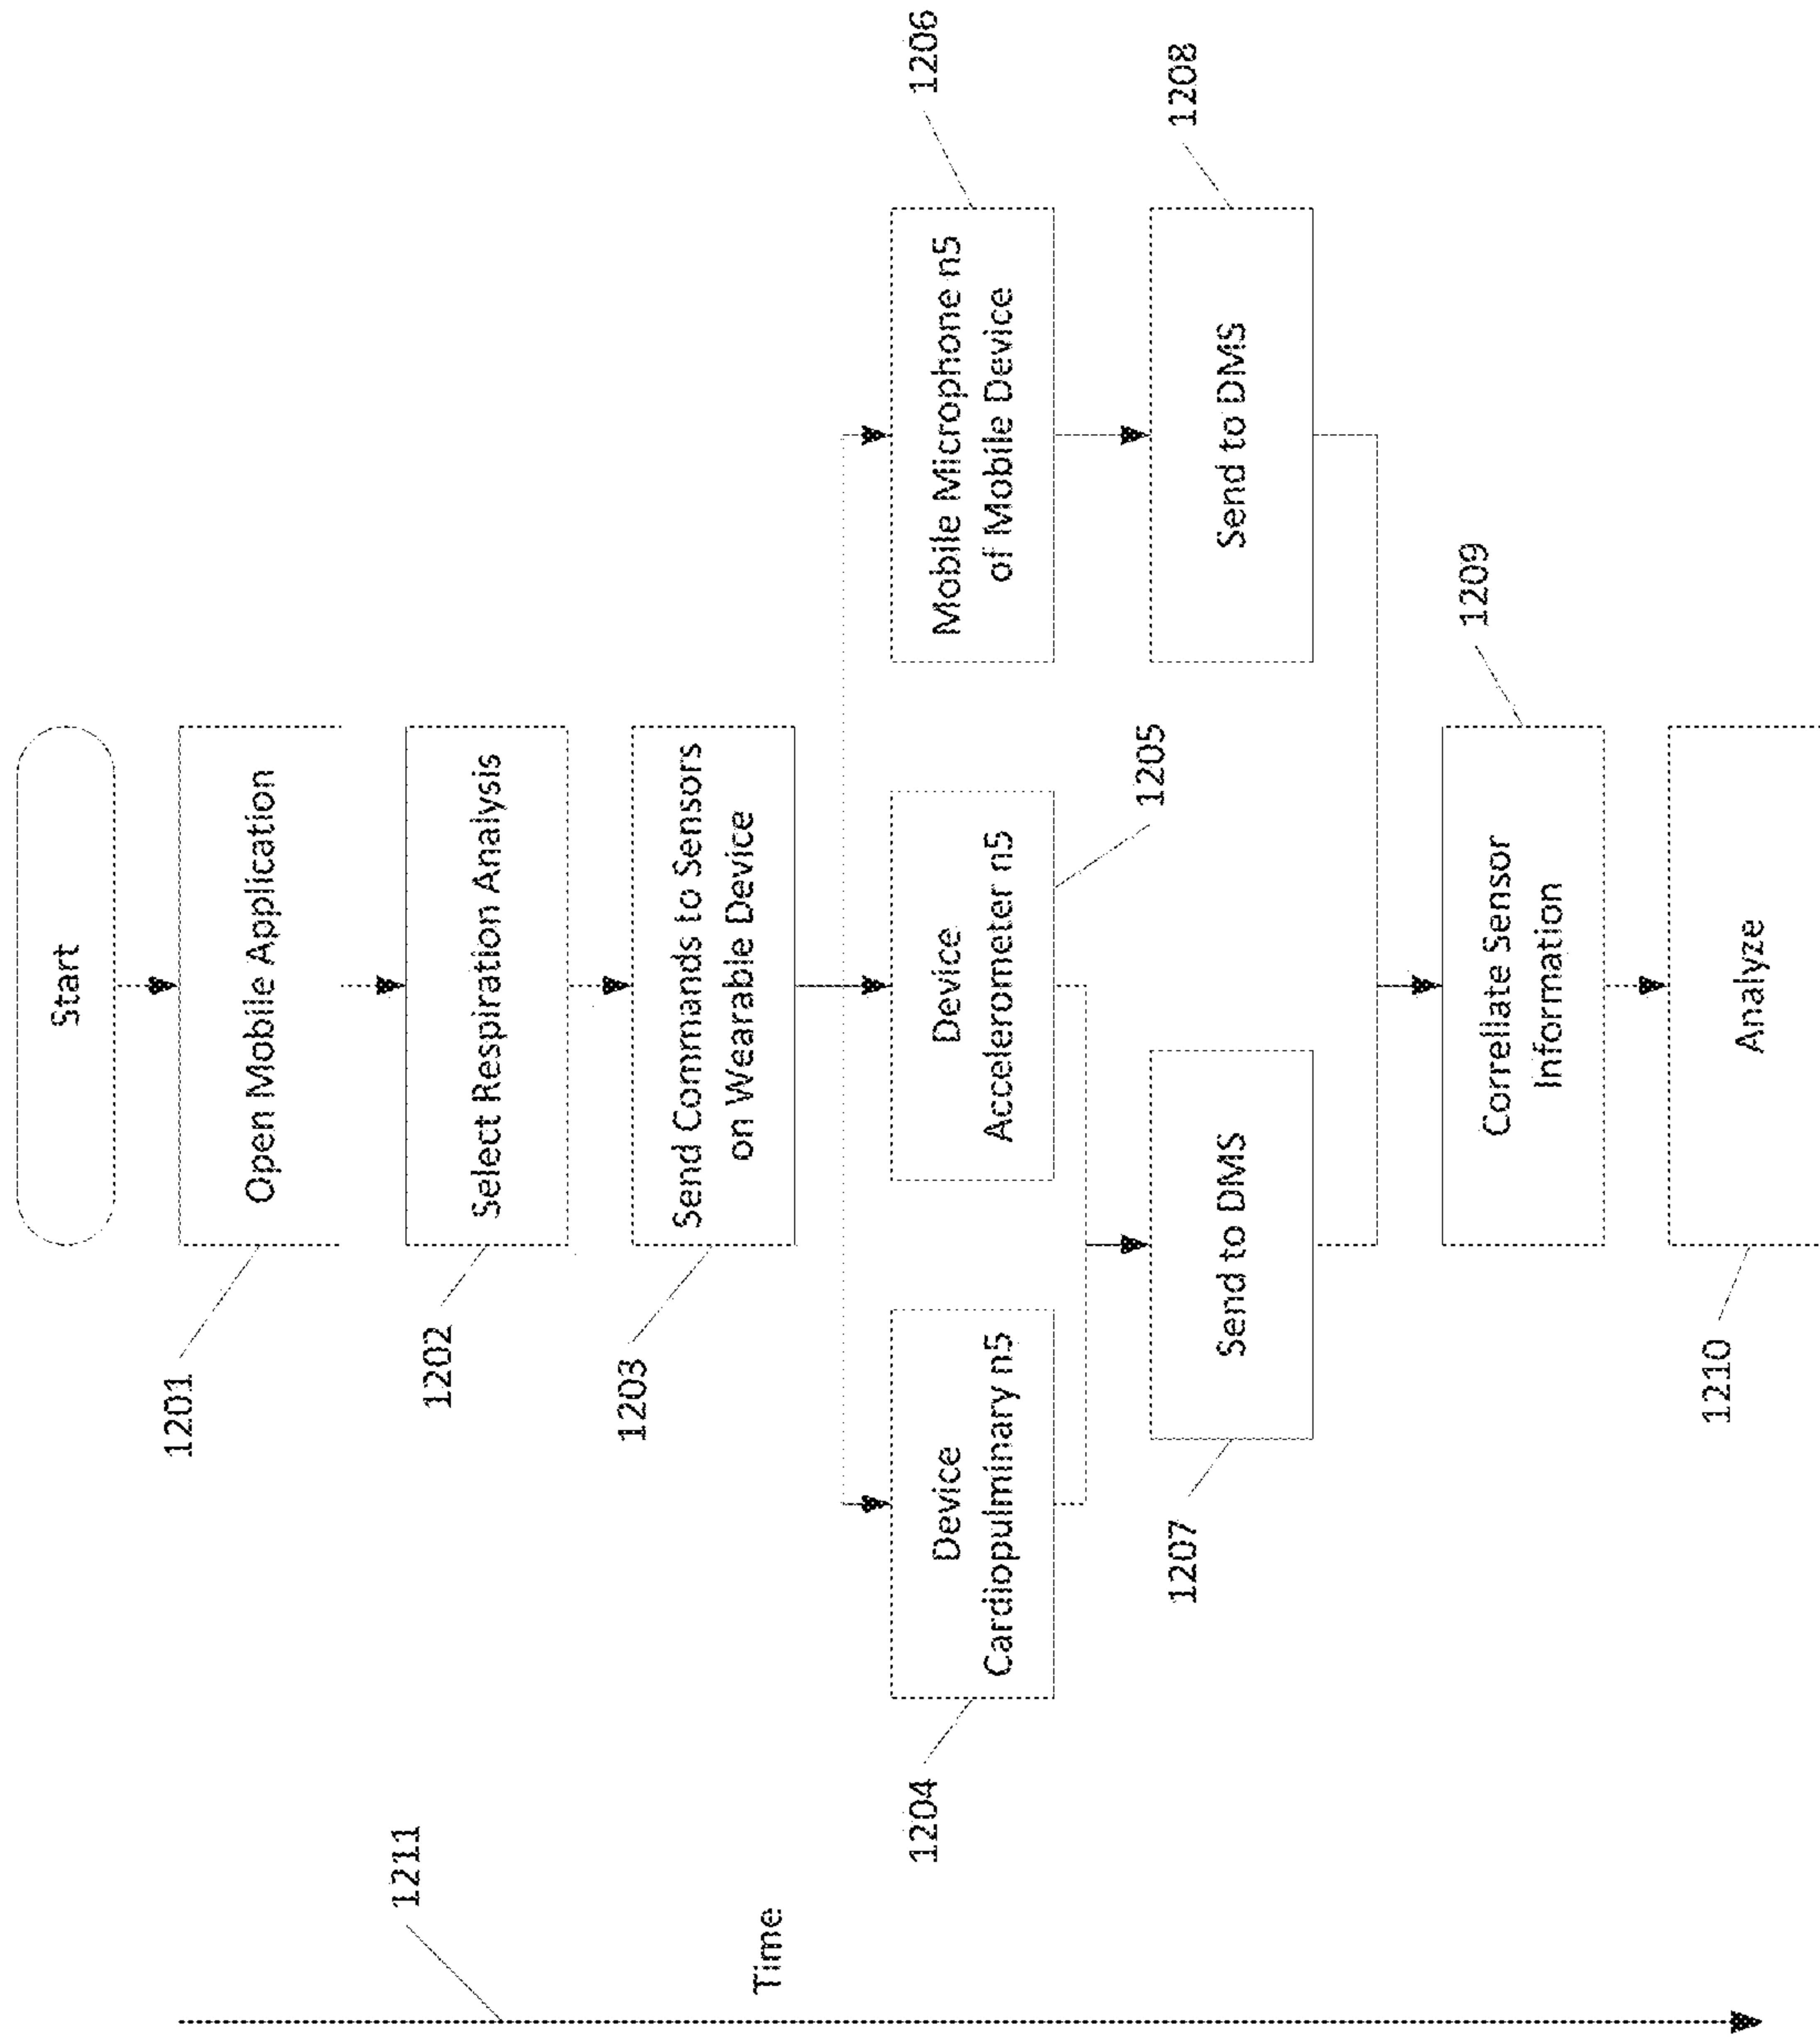 Start
Open Mobile Application
1201
Select Respiration Analysis
1202
Send Commands to Sensors
on Wearable Device
1203
Device
Cardiopulminary n5
1204
Device
Accelerometer n5
1205
Mobile Microphone n5
of Mobile Device
1206
Send to DMS
1207
Send to DMS
1208
Correllate Sensor
Information
1209
Analyze
1210
Time
1211